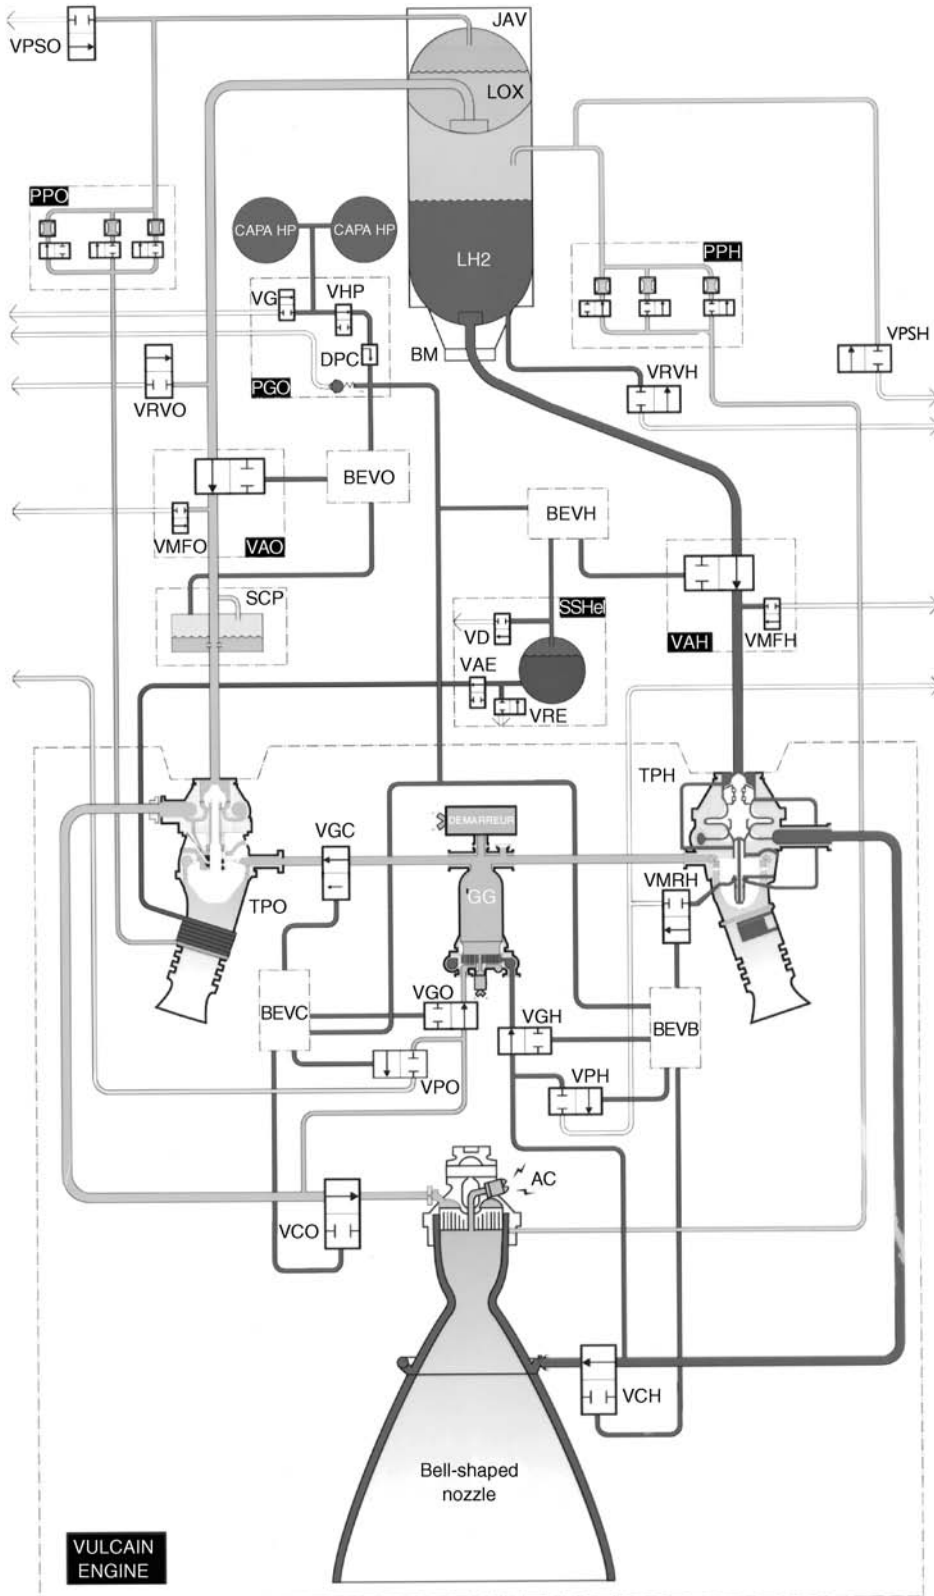 JAV
VPSO
LOX
PPO
CAPA HP
CAPA HP
LH2
PPH
VG
VHP
VPSH
DPC
BM
VRVH
PGO
VRVO
BEVO
BEVH
VMFO
VAO
SCP
SSHel
VD
VAH
VMFH
VAE
VRE
TPH
DEMARREUR
VGC
GG
VMRH
TPO
VGO
BEVC
VGH
BEVB
VPO
VPH
AC
VCO
VCH
Bell-shaped
nozzle
VULCAIN
ENGINE